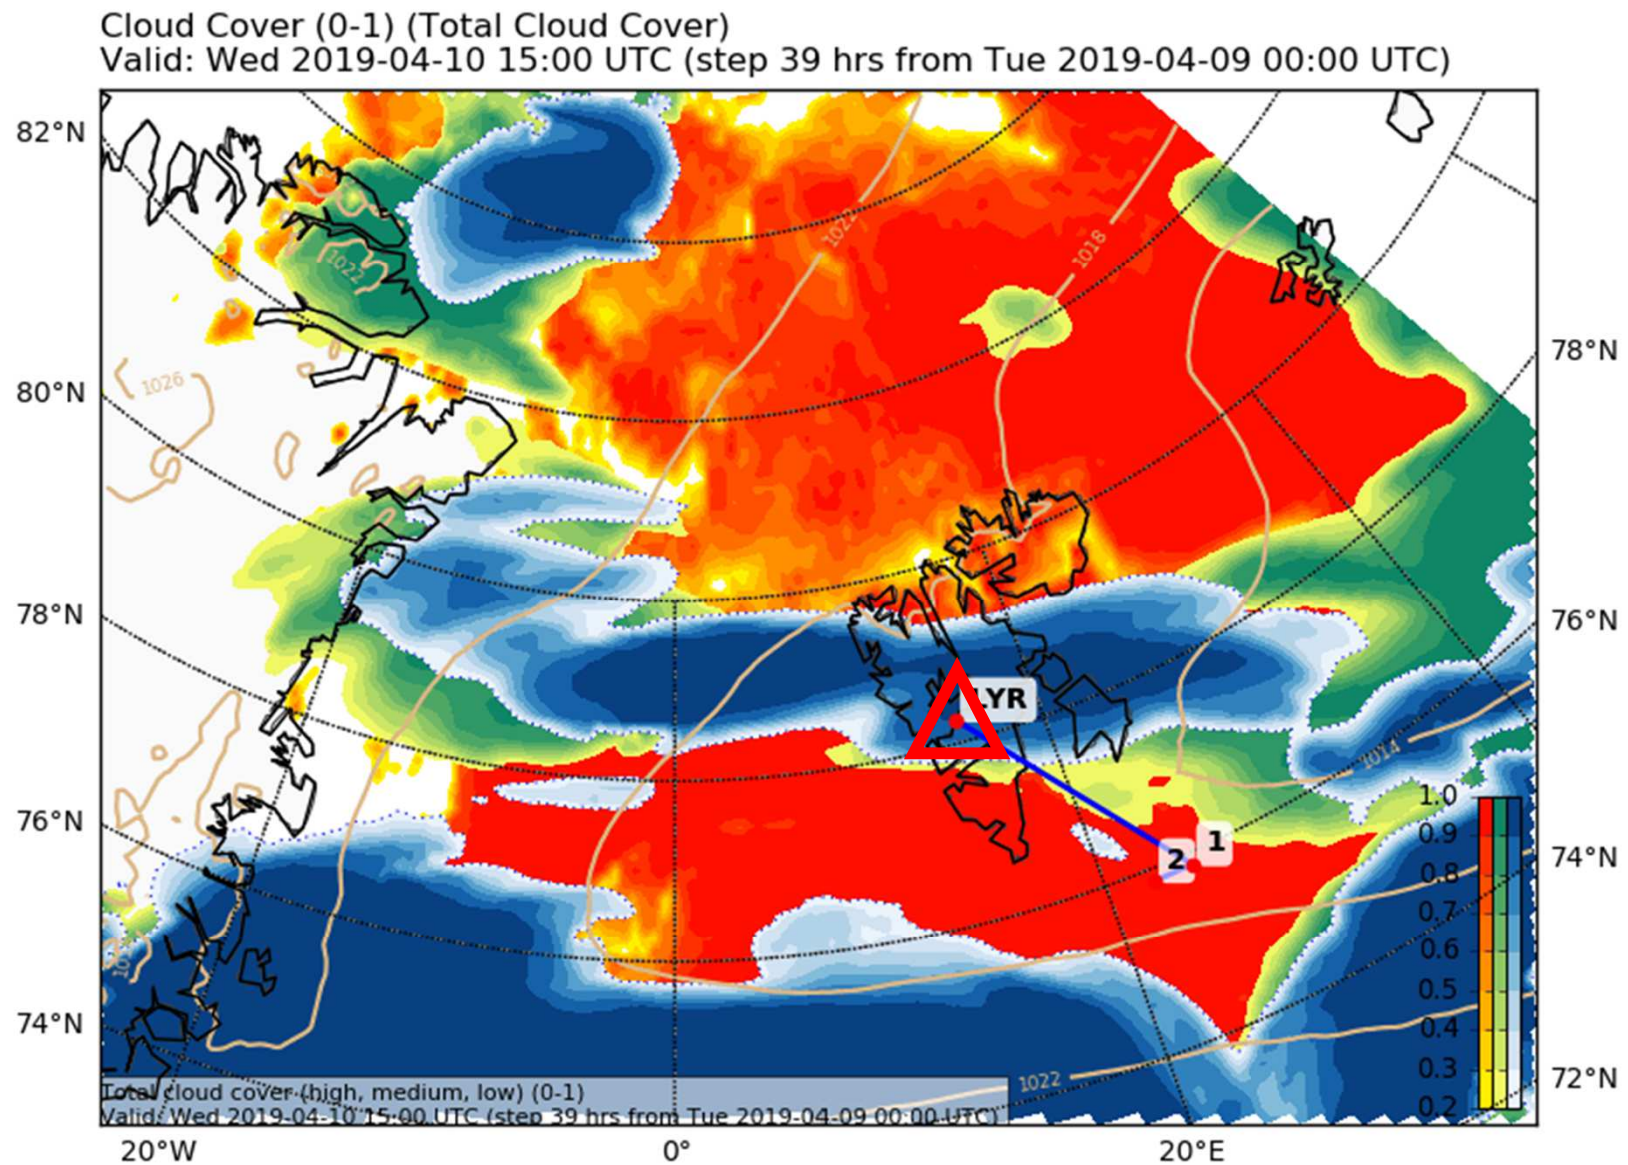 Cloud Cover (0-1) (Total Cloud Cover)
Valid: Wed 2019-04-10 15:00 UTC (step 39 hrs from Tue 2019-04-09 00:00 UTC)
82°N
80°N
78°N
76°N
74°N
78°N
76°N
74°N
72°N
1022
1018
1022
1026
LYR
1014
1
2
1.0
0.9
0.8
0.7
0.6
0.5
0.4
0.3
0.2
1022
Total cloud cover (high, medium, low) (0-1)
Valid: Wed 2019-04-10 15:00 UTC (step 39 hrs from Tue 2019-04-09 00:00 UTC)
20°W
0°
20°E